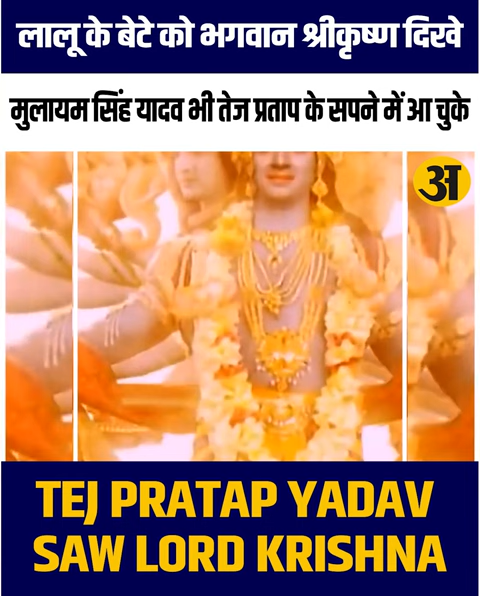 लालू के बेटे को भगवान श्रीकृष्ण दिखे
मुलायम सिंह यादव भी तेज प्रताप के सपने में आ चुके
अ
TEJ PRATAP YADAV
SAW LORD KRISHNA